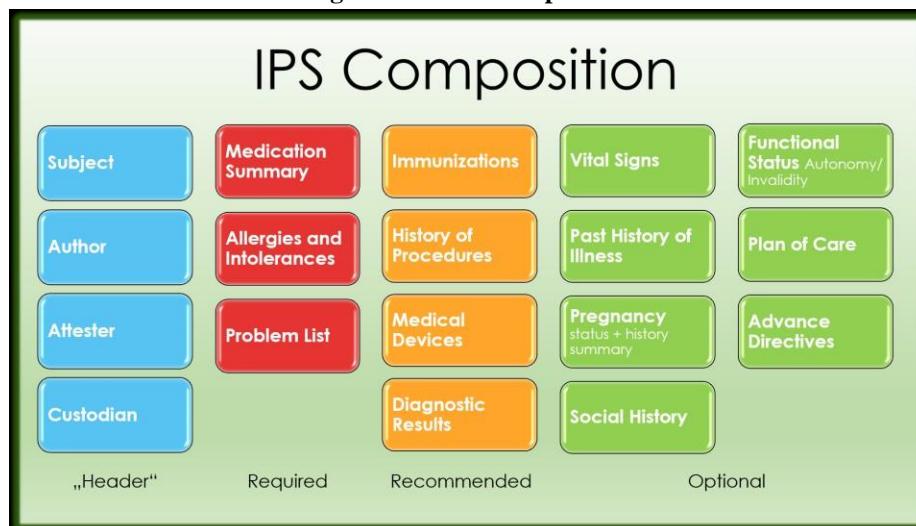 IPS Composition
Subject
Author
Attester
Custodian
„Header“
Medication
Summary
Allergies and
Intolerances
Problem List
Required
Immunizations
History of
Procedures
Medical
Devices
Diagnostic
Results
Recommended
Vital Signs
Past History of
Illness
Pregnancy
status + history
summary
Social History
Functional
Status Autonomy/
Invalidity
Plan of Care
Advance
Directives
Optional